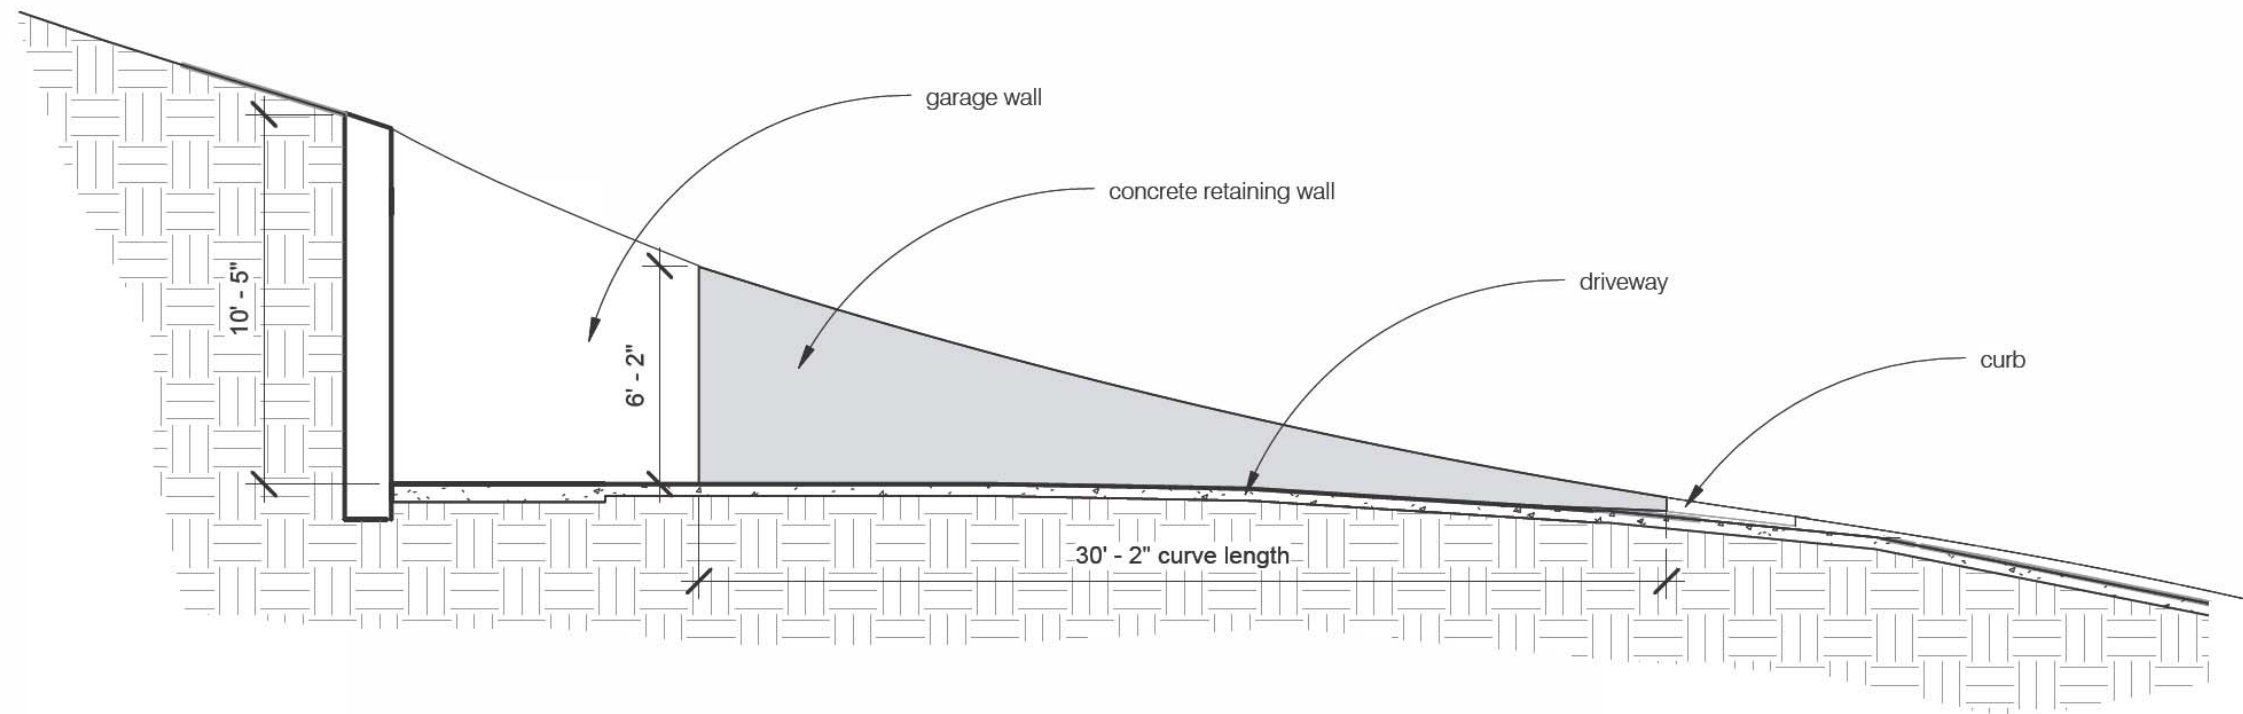 garage wall
concrete retaining wall
driveway
curb
10' - 5"
6' - 2"
30' - 2" curve length